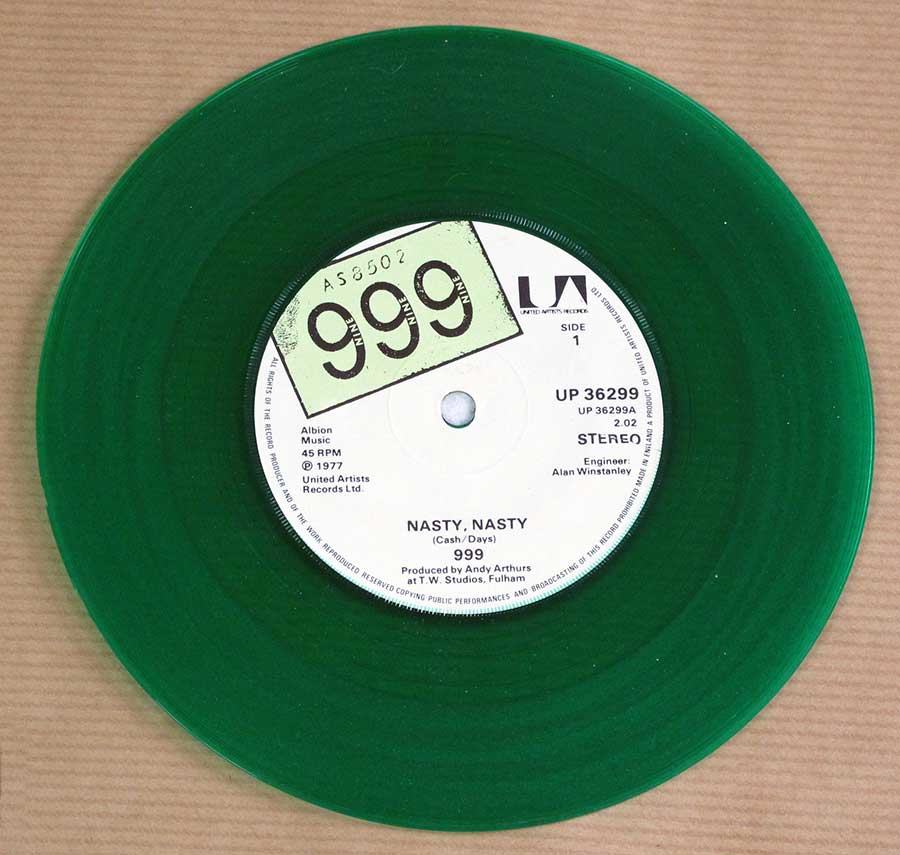 AS8502
999
NINE NINE NINE
UA
UNITED ARTISTS RECORDS
SIDE
1
UP 36299
UP 36299A
2.02
STEREO
Engineer:
Alan Winstanley
Albion
Music
45 RPM
℗ 1977
United Artists
Records Ltd.
NASTY, NASTY
(Cash/Days)
999
Produced by Andy Arthurs
at T.W. Studios, Fulham
ALL RIGHTS OF THE RECORD PRODUCER AND OF THE WORK REPRODUCED RESERVED COPYING PUBLIC PERFORMANCES AND BROADCASTING OF THIS RECORD PROHIBITED MADE IN ENGLAND A PRODUCT OF UNITED ARTISTS RECORDS LTD